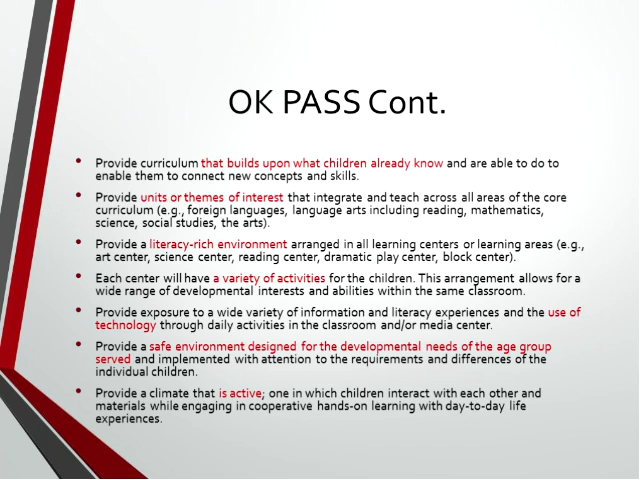 OK PASS Cont.
• Provide curriculum that builds upon what children already know and are able to do to
enable them to connect new concepts and skills.
• Provide units or themes of interest that integrate and teach across all areas of the core
curriculum (e.g., foreign languages, language arts including reading, mathematics,
science, social studies, the arts).
• Provide a literacy-rich environment arranged in all learning centers or learning areas (e.g.,
art center, science center, reading center, dramatic play center, block center).
• Each center will have a variety of activities for the children. This arrangement allows for a
wide range of developmental interests and abilities within the same classroom.
• Provide exposure to a wide variety of information and literacy experiences and the use of
technology through daily activities in the classroom and/or media center.
• Provide a safe environment designed for the developmental needs of the age group
served and implemented with attention to the requirements and differences of the
individual children.
• Provide a climate that is active; one in which children interact with each other and
materials while engaging in cooperative hands-on learning with day-to-day life
experiences.